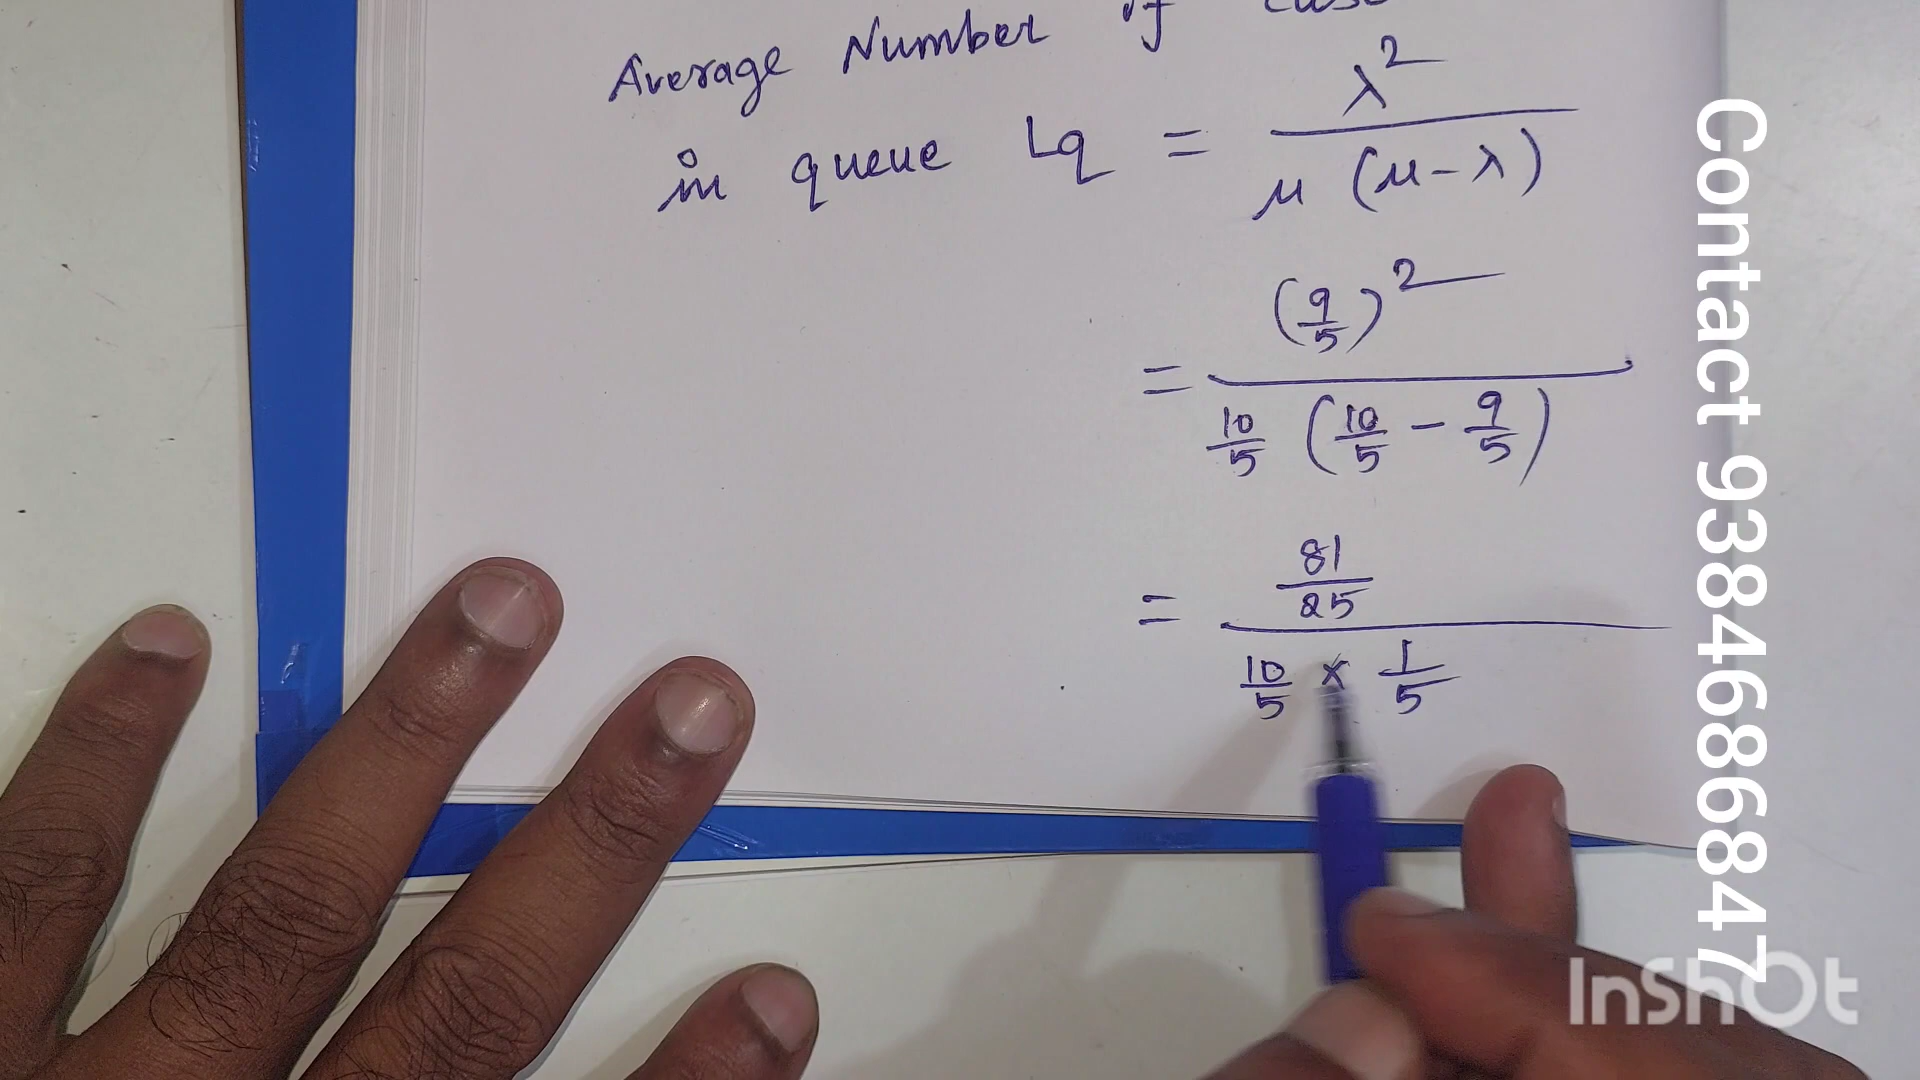 Average Number of
in queue Lq = λ² / μ (μ - λ)
= (9/5)² / 10/5 (10/5 - 9/5)
= 81/25 / 10/5 × 1/5
Contact 9384686847
InShOt